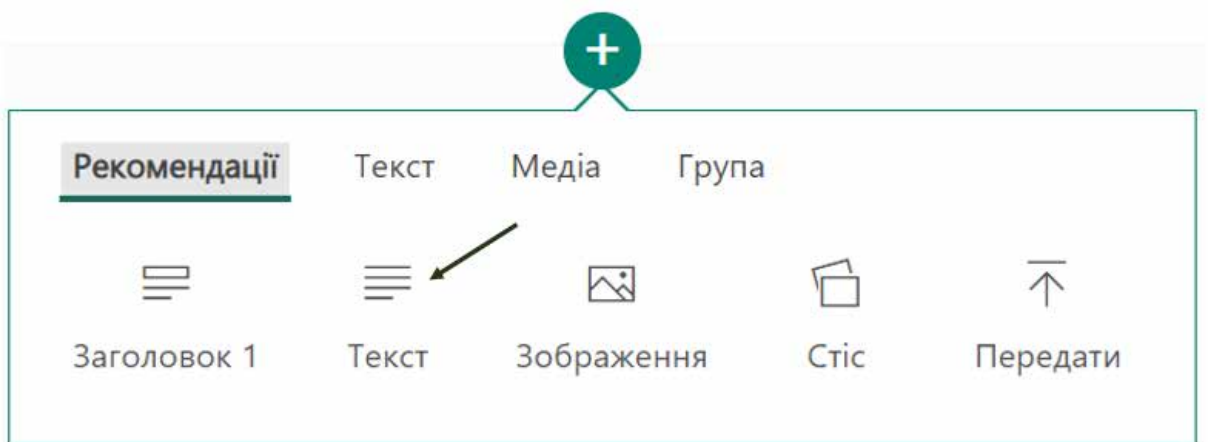 +
Рекомендації Текст Медіа Група
Заголовок 1 Текст Зображення Стіс Передати